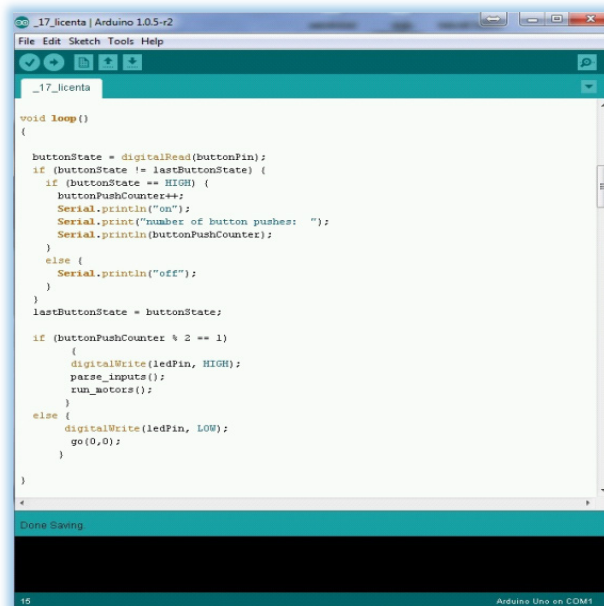 _17_licenta | Arduino 1.0.5-r2
File Edit Sketch Tools Help
_17_licenta
void loop()
{
buttonState = digitalRead(buttonPin);
if (buttonState != lastButtonState) {
if (buttonState == HIGH) {
buttonPushCounter++;
Serial.println("on");
Serial.print("number of button pushes:  ");
Serial.println(buttonPushCounter);
}
else {
Serial.println("off");
}
}
lastButtonState = buttonState;
if (buttonPushCounter % 2 == 1)
{
digitalWrite(ledPin, HIGH);
parse_inputs();
run_motors();
}
else {
digitalWrite(ledPin, LOW);
go(0,0);
}
}
Done Saving.
15 Arduino Uno on COM1